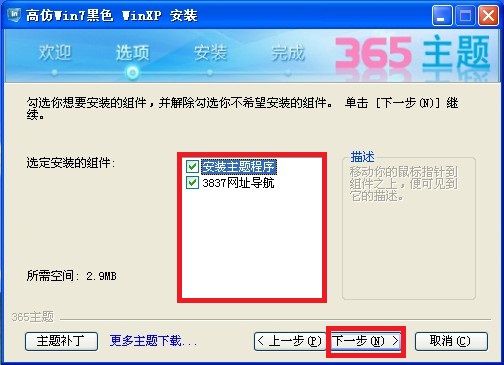 高仿Win7黑色 WinXP 安装
欢迎 选项 安装 完成 365主题
勾选你想要安装的组件，并解除勾选你不希望安装的组件。 单击 [下一步(N)] 继
续。
选定安装的组件:
安装主题程序
3837网址导航
描述
移动你的鼠标指针到
组件之上，便可见到
它的描述。
所需空间: 2.9MB
365主题
主题补丁 更多主题下载... < 上一步(P) 下一步(N) > 取消(C)